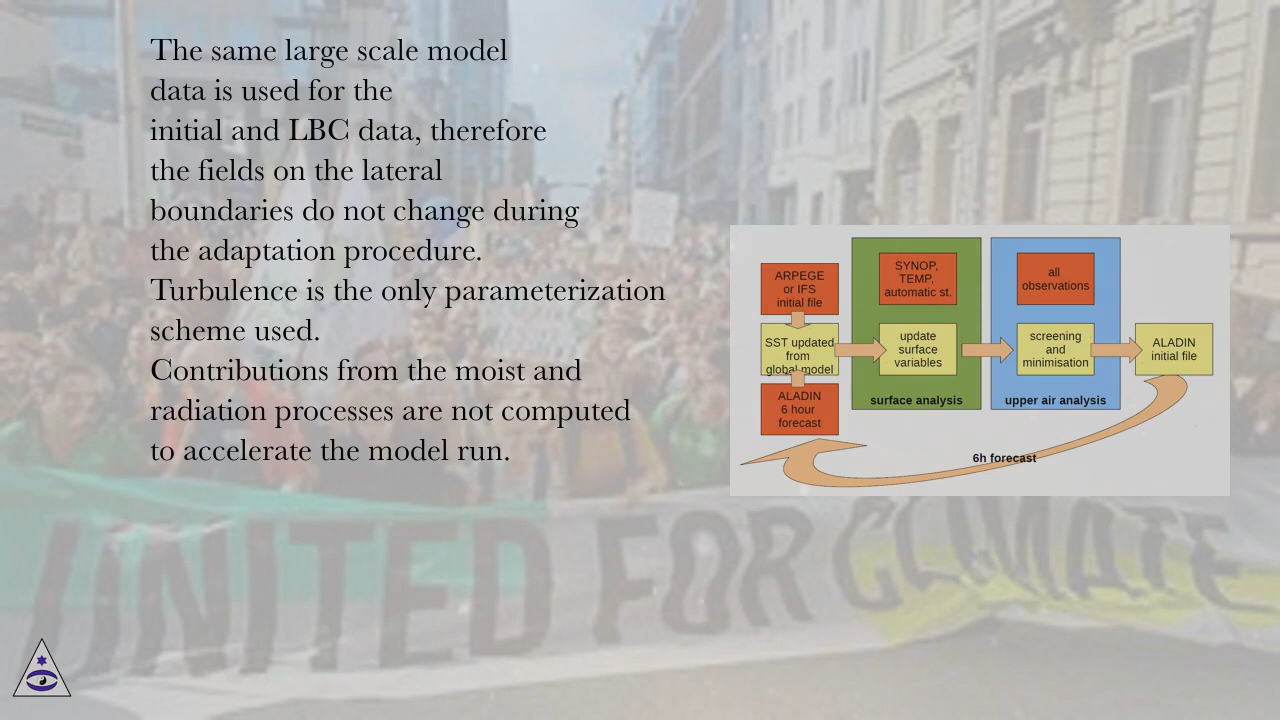 The same large scale model
data is used for the
initial and LBC data, therefore
the fields on the lateral
boundaries do not change during
the adaptation procedure.
Turbulence is the only parameterization
scheme used.
Contributions from the moist and
radiation processes are not computed
to accelerate the model run.
ARPEGE
or IFS
initial file
SST updated
from
global model
ALADIN
6 hour
forecast
SYNOP,
TEMP,
automatic st.
update
surface
variables
surface analysis
all
observations
screening
and
minimisation
upper air analysis
ALADIN
initial file
6h forecast
UNITED FOR CLIMATE